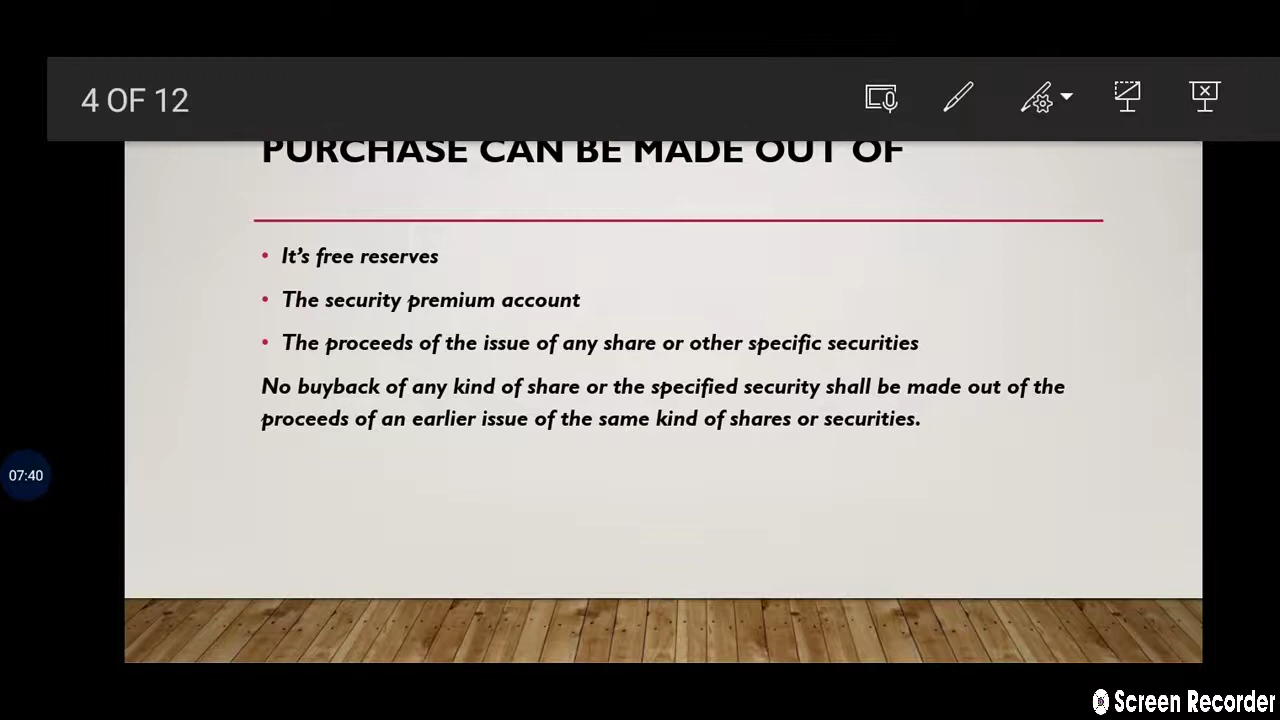 4 OF 12
PURCHASE CAN BE MADE OUT OF
• It's free reserves
• The security premium account
• The proceeds of the issue of any share or other specific securities
No buyback of any kind of share or the specified security shall be made out of the
proceeds of an earlier issue of the same kind of shares or securities.
07:40
Screen Recorder